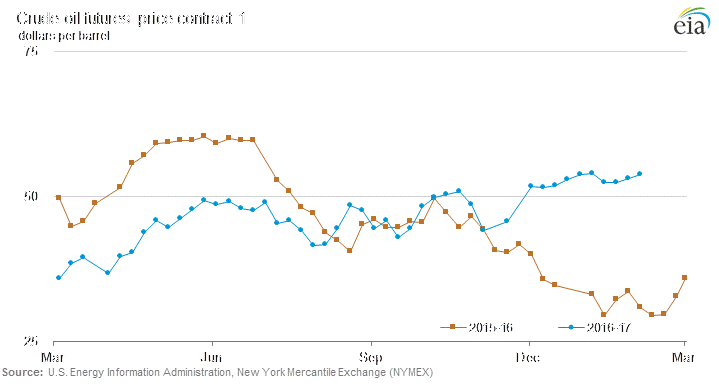 Crude oil futures price contract 1
dollars per barrel
eia
75
50
25
2015-16
2016-17
Mar
Jun
Sep
Dec
Mar
Source: U.S. Energy Information Administration, New York Mercantile Exchange (NYMEX)